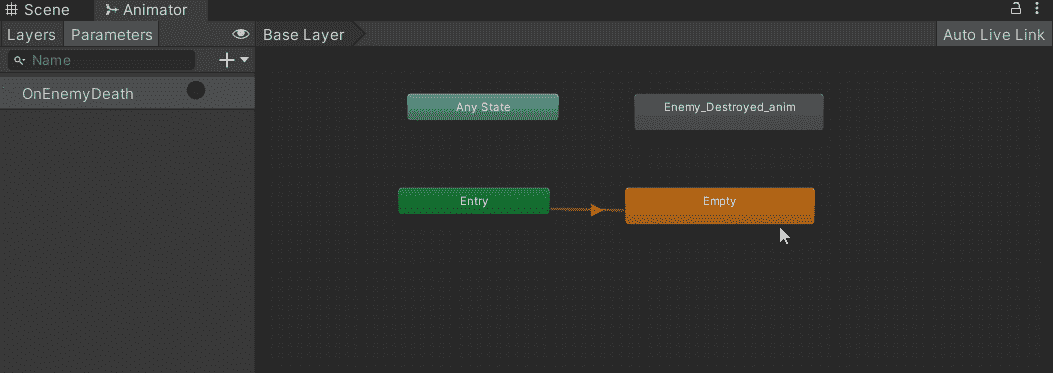 Scene Animator
Layers Parameters Base Layer Auto Live Link
Name
OnEnemyDeath
Any State Enemy_Destroyed_anim
Entry Empty